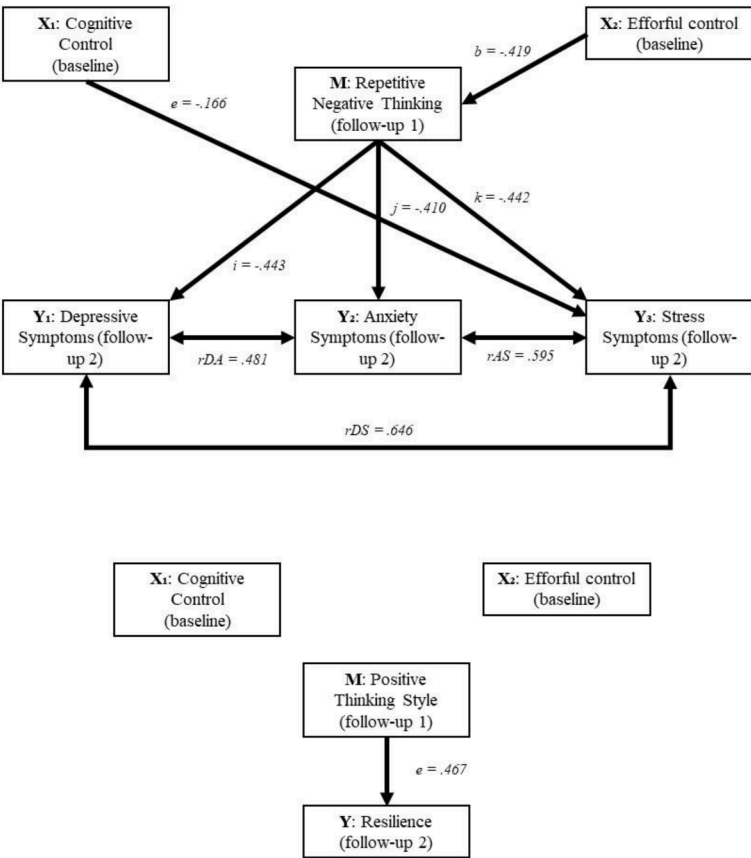 X₁: Cognitive
Control
(baseline)
X₂: Efforful control
(baseline)
b = -.419
M: Repetitive
Negative Thinking
(follow-up 1)
e = -.166
j = -.410
k = -.442
i = -.443
Y₁: Depressive
Symptoms (follow-
up 2)
Y₂: Anxiety
Symptoms (follow-
up 2)
Y₃: Stress
Symptoms (follow-
up 2)
rDA = .481
rAS = .595
rDS = .646
X₁: Cognitive
Control
(baseline)
X₂: Efforful control
(baseline)
M: Positive
Thinking Style
(follow-up 1)
e = .467
Y: Resilience
(follow-up 2)